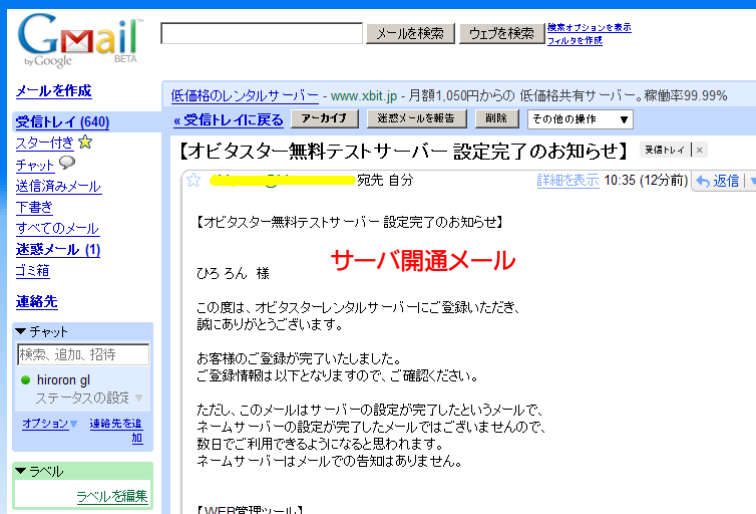 Gmail
by Google BETA
メールを検索 ウェブを検索 検索オプションを表示
フィルタを作成
メールを作成
受信トレイ (640)
スター付き
チャット
送信済みメール
下書き
すべてのメール
迷惑メール (1)
ゴミ箱
連絡先
▼チャット
検索、追加、招待
hiroron gl
ステータスの設定 ▼
オプション▼ 連絡先を追加
▼ラベル
ラベルを編集
低価格のレンタルサーバー - www.xbit.jp - 月額1,050円からの 低価格共有サーバー。稼働率99.99%
« 受信トレイに戻る アーカイブ 迷惑メールを報告 削除 その他の操作 ▼
【オビタスター無料テストサーバー 設定完了のお知らせ】 受信トレイ ×
宛先 自分 詳細を表示 10:35 (12分前) 返信 ▼
【オビタスター無料テストサーバー 設定完了のお知らせ】
サーバ開通メール
ひろ ろん 様
この度は、オビタスターレンタルサーバーにご登録いただき、
誠にありがとうございます。
お客様のご登録が完了いたしました。
ご登録情報は以下となりますので、ご確認ください。
ただし、このメールはサーバーの設定が完了したというメールで、
ネームサーバーの設定が完了したメールではございませんので、
数日でご利用できるようになると思われます。
ネームサーバーはメールでの告知はありません。
【WEB管理ツール】